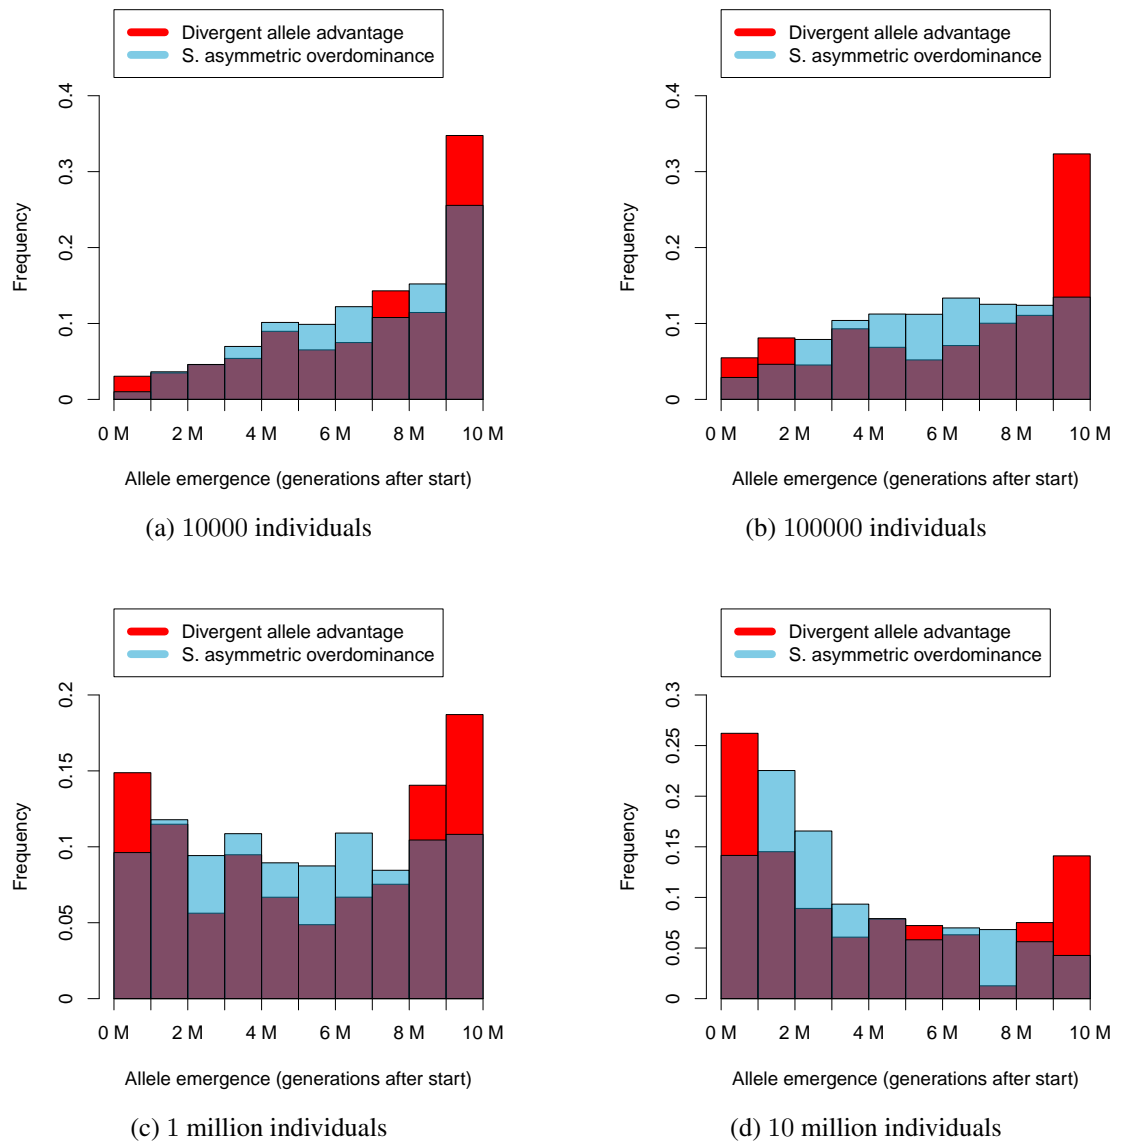 Divergent allele advantage
S. asymmetric overdominance
0.4
0.3
0.2
0.1
0
Frequency
0 M 2 M 4 M 6 M 8 M 10 M
Allele emergence (generations after start)
(a) 10000 individuals
Divergent allele advantage
S. asymmetric overdominance
0.4
0.3
0.2
0.1
0
Frequency
0 M 2 M 4 M 6 M 8 M 10 M
Allele emergence (generations after start)
(b) 100000 individuals
Divergent allele advantage
S. asymmetric overdominance
0.2
0.15
0.1
0.05
0
Frequency
0 M 2 M 4 M 6 M 8 M 10 M
Allele emergence (generations after start)
(c) 1 million individuals
Divergent allele advantage
S. asymmetric overdominance
0.3
0.25
0.2
0.15
0.1
0.05
0
Frequency
0 M 2 M 4 M 6 M 8 M 10 M
Allele emergence (generations after start)
(d) 10 million individuals